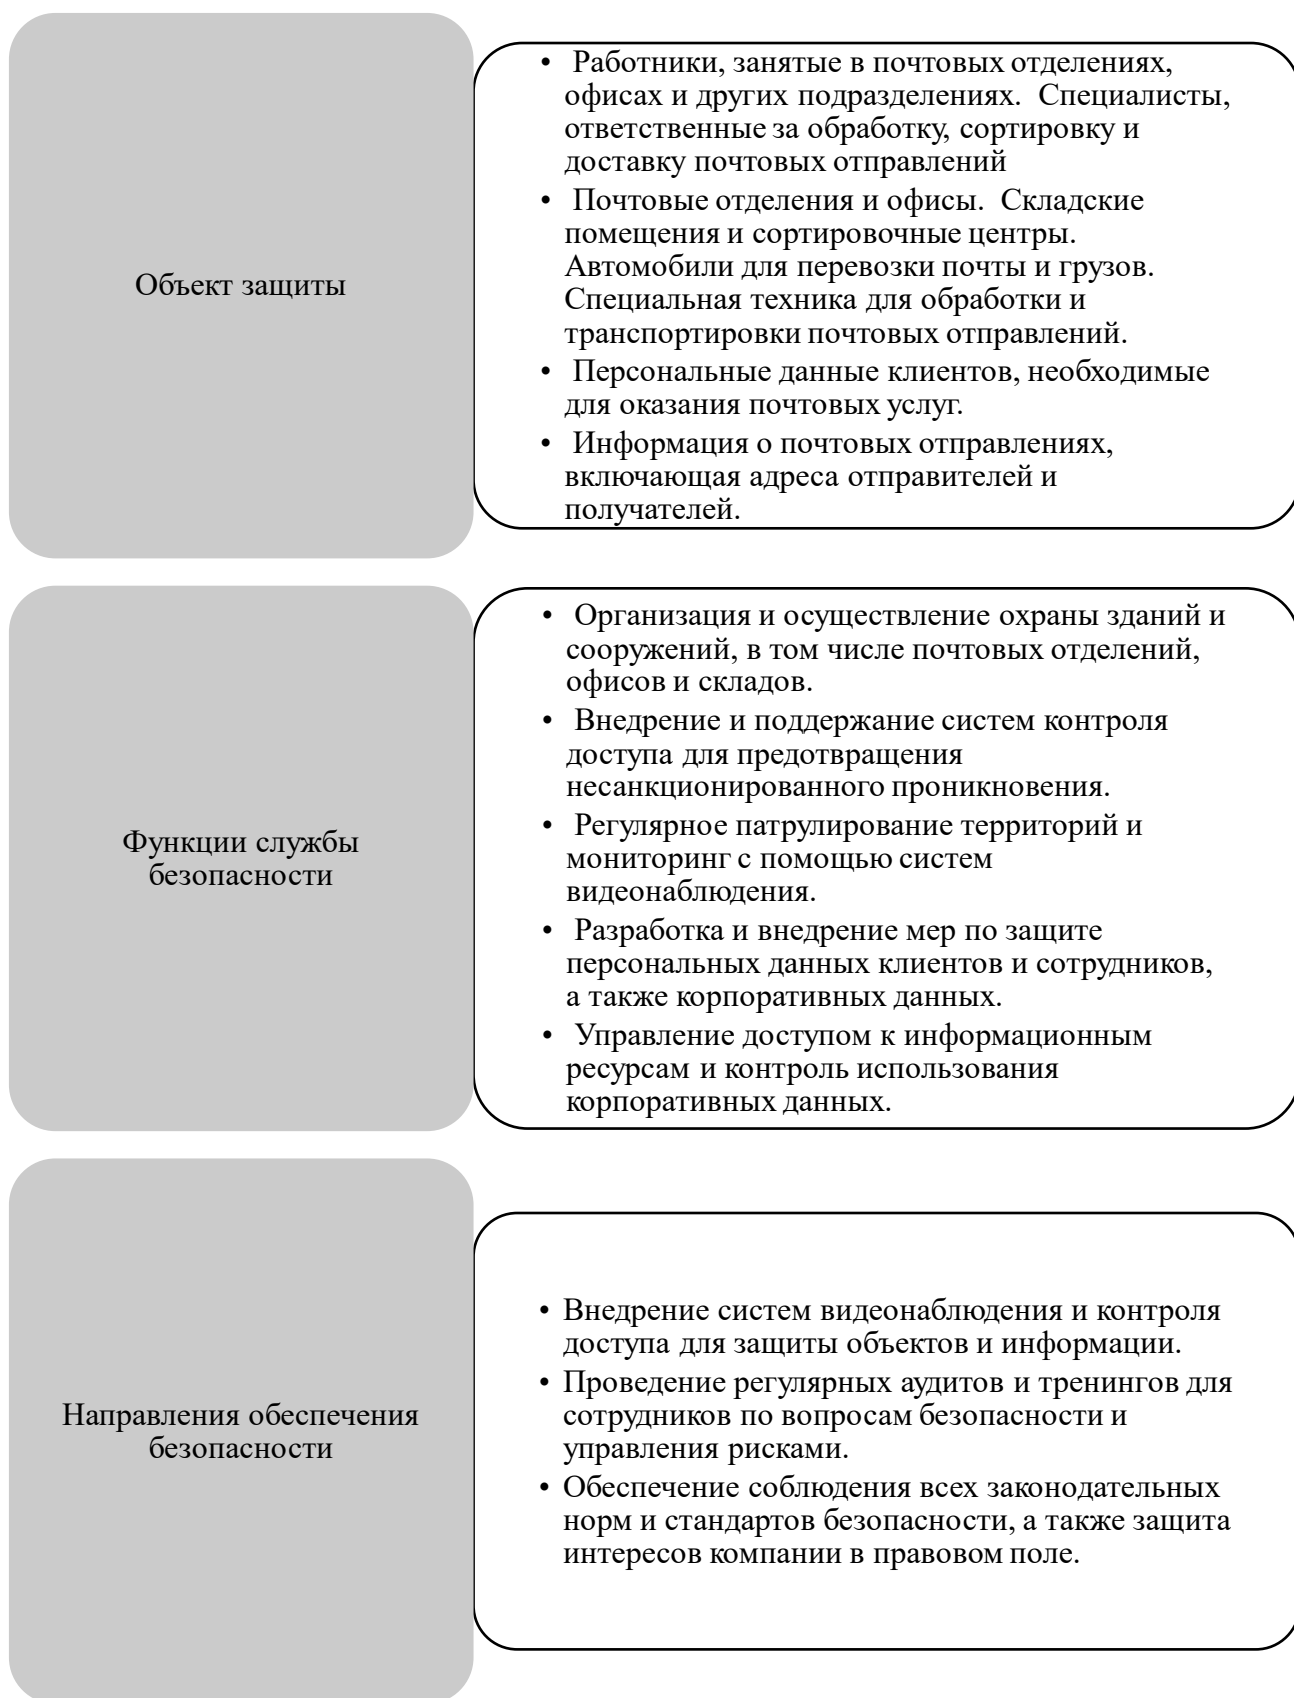 Объект защиты
• Работники, занятые в почтовых отделениях,
офисах и других подразделениях. Специалисты,
ответственные за обработку, сортировку и
доставку почтовых отправлений
• Почтовые отделения и офисы. Складские
помещения и сортировочные центры.
Автомобили для перевозки почты и грузов.
Специальная техника для обработки и
транспортировки почтовых отправлений.
• Персональные данные клиентов, необходимые
для оказания почтовых услуг.
• Информация о почтовых отправлениях,
включающая адреса отправителей и
получателей.
Функции службы
безопасности
• Организация и осуществление охраны зданий и
сооружений, в том числе почтовых отделений,
офисов и складов.
• Внедрение и поддержание систем контроля
доступа для предотвращения
несанкционированного проникновения.
• Регулярное патрулирование территорий и
мониторинг с помощью систем
видеонаблюдения.
• Разработка и внедрение мер по защите
персональных данных клиентов и сотрудников,
а также корпоративных данных.
• Управление доступом к информационным
ресурсам и контроль использования
корпоративных данных.
Направления обеспечения
безопасности
• Внедрение систем видеонаблюдения и контроля
доступа для защиты объектов и информации.
• Проведение регулярных аудитов и тренингов для
сотрудников по вопросам безопасности и
управления рисками.
• Обеспечение соблюдения всех законодательных
норм и стандартов безопасности, а также защита
интересов компании в правовом поле.